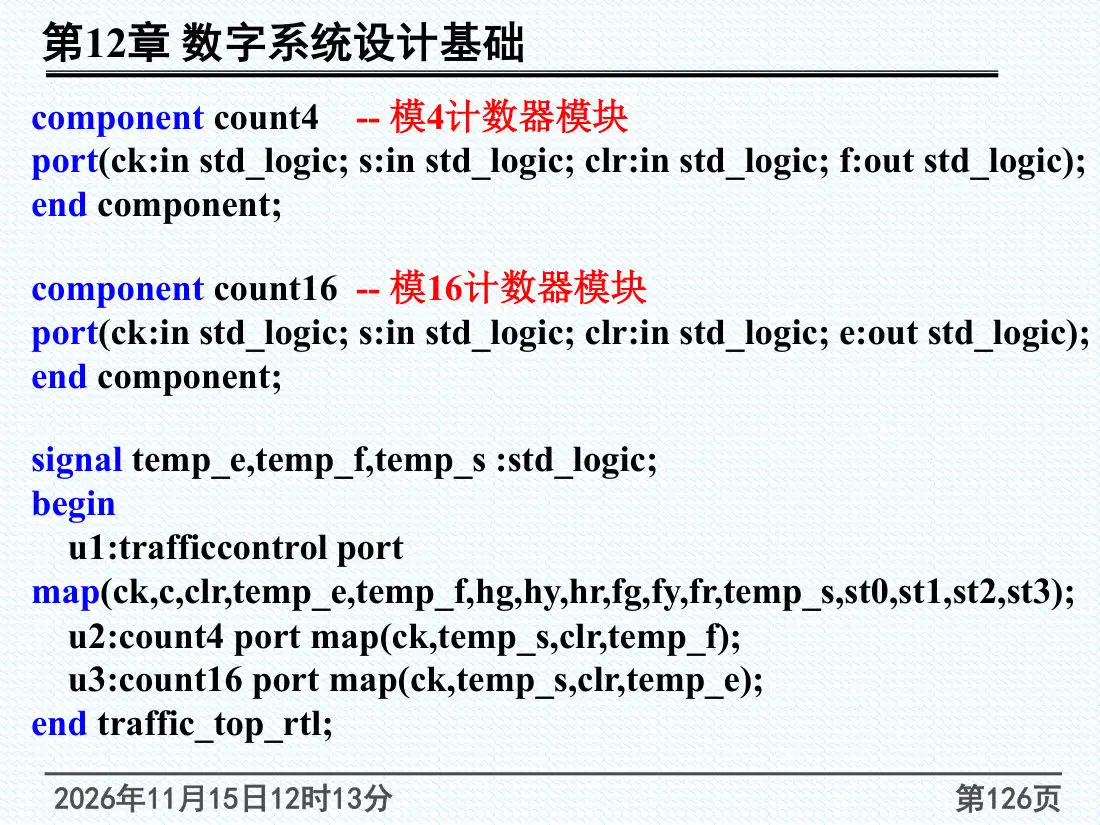 第12章 数字系统设计基础
component count4 -- 模4计数器模块
port(ck:in std_logic; s:in std_logic; clr:in std_logic; f:out std_logic);
end component;
component count16 -- 模16计数器模块
port(ck:in std_logic; s:in std_logic; clr:in std_logic; e:out std_logic);
end component;
signal temp_e,temp_f,temp_s :std_logic;
begin
u1:trafficcontrol port
map(ck,c,clr,temp_e,temp_f,hg,hy,hr,fg,fy,fr,temp_s,st0,st1,st2,st3);
u2:count4 port map(ck,temp_s,clr,temp_f);
u3:count16 port map(ck,temp_s,clr,temp_e);
end traffic_top_rtl;
2026年11月15日12时13分
第126页